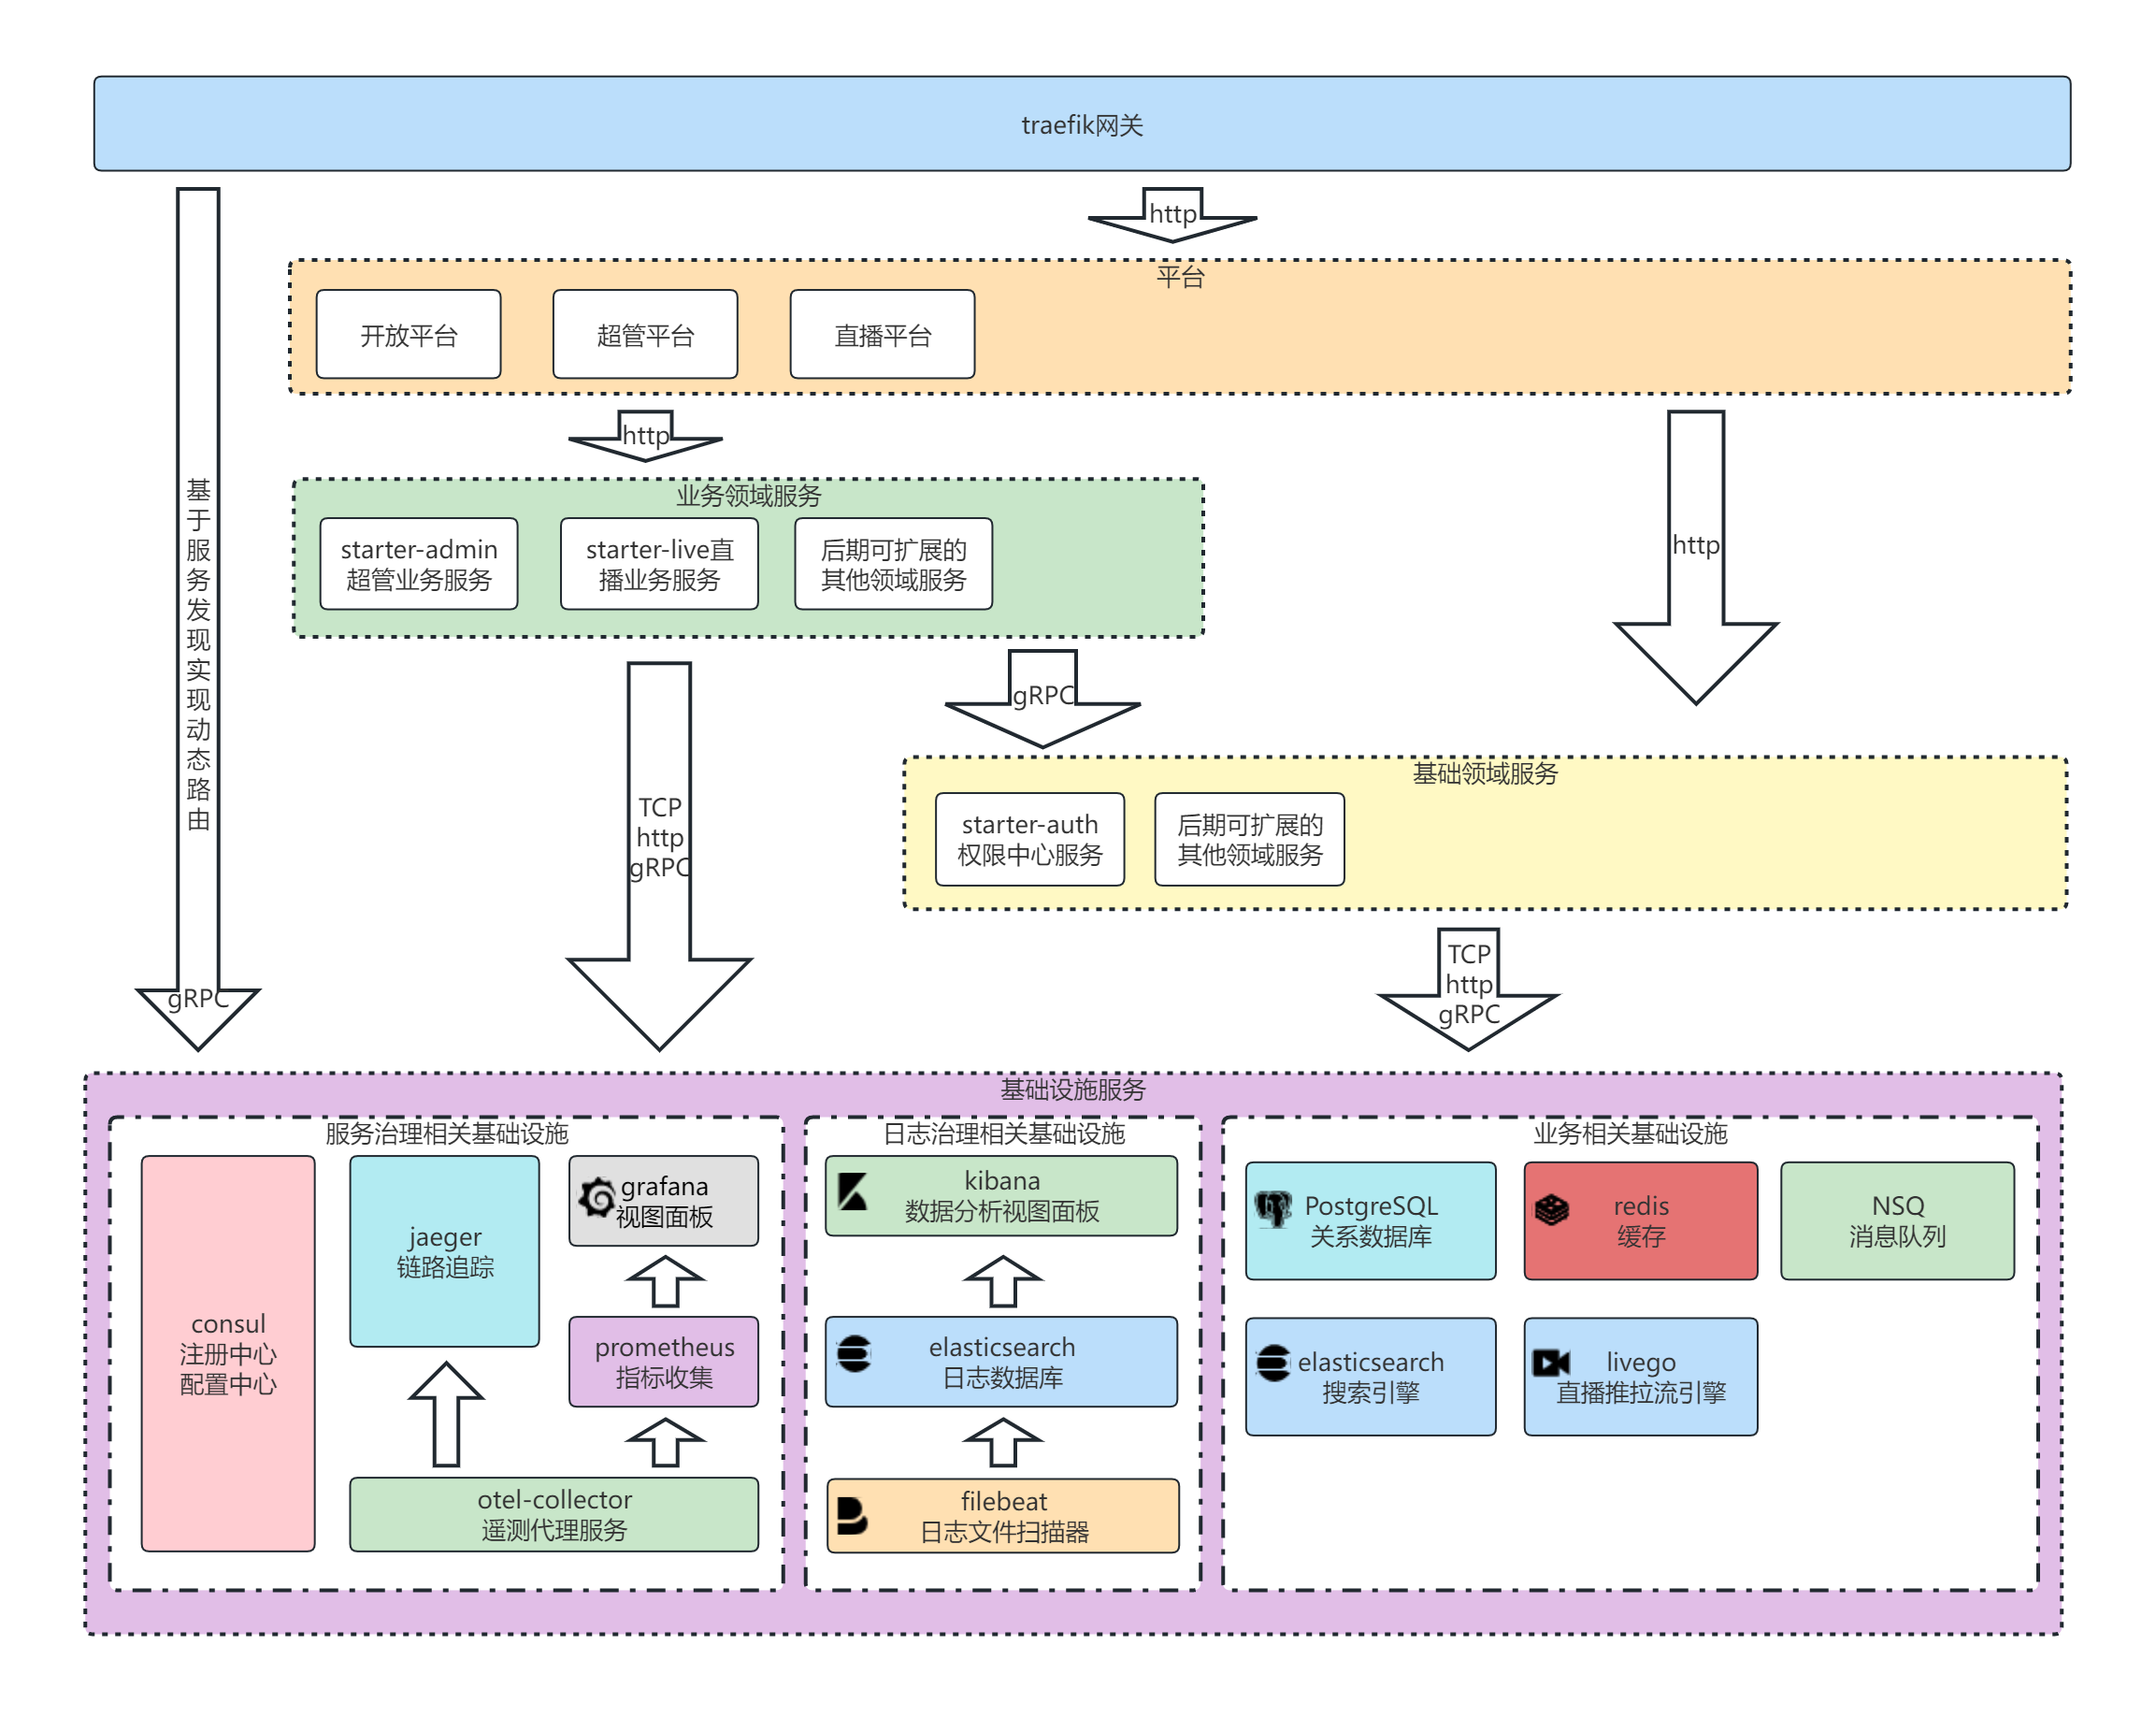 traefik网关
http
基
于
服
务
发
现
实
现
动
态
路
由
gRPC
平台
开放平台
超管平台
直播平台
http
http
业务领域服务
starter-admin
超管业务服务
starter-live直
播业务服务
后期可扩展的
其他领域服务
TCP
http
gRPC
gRPC
基础领域服务
starter-auth
权限中心服务
后期可扩展的
其他领域服务
TCP
http
gRPC
基础设施服务
服务治理相关基础设施
consul
注册中心
配置中心
jaeger
链路追踪
grafana
视图面板
prometheus
指标收集
otel-collector
遥测代理服务
日志治理相关基础设施
kibana
数据分析视图面板
elasticsearch
日志数据库
filebeat
日志文件扫描器
业务相关基础设施
PostgreSQL
关系数据库
redis
缓存
NSQ
消息队列
elasticsearch
搜索引擎
livego
直播推拉流引擎